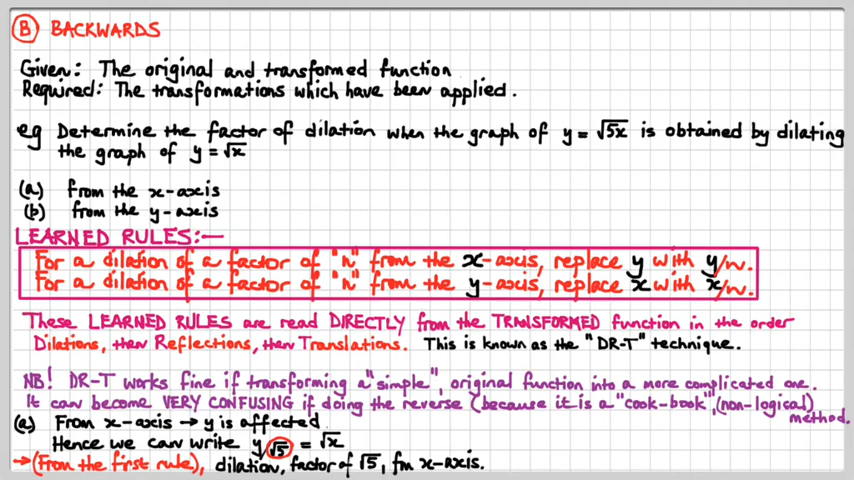 B BACKWARDS
Given: The original and transformed function
Required: The transformations which have been applied.
eg Determine the factor of dilation when the graph of y = √5x is obtained by dilating
the graph of y = √x
(a) from the x-axis
(b) from the y-axis
LEARNED RULES:-
For a dilation of a factor of "n" from the x-axis, replace y with y/n.
For a dilation of a factor of "n" from the y-axis, replace x with x/n.
These LEARNED RULES are read DIRECTLY from the TRANSFORMED function in the order
Dilations, then Reflections, then Translations. This is known as the "DR-T" technique.
NB! DR-T works fine if transforming a "simple", original function into a more complicated one.
It can become VERY CONFUSING if doing the reverse (because it is a "cook-book", (non-logical)
method.
(a) From x-axis → y is affected
Hence we can write y/√5 = √x
→ (From the first rule), dilation, factor of √5, fm x-axis.